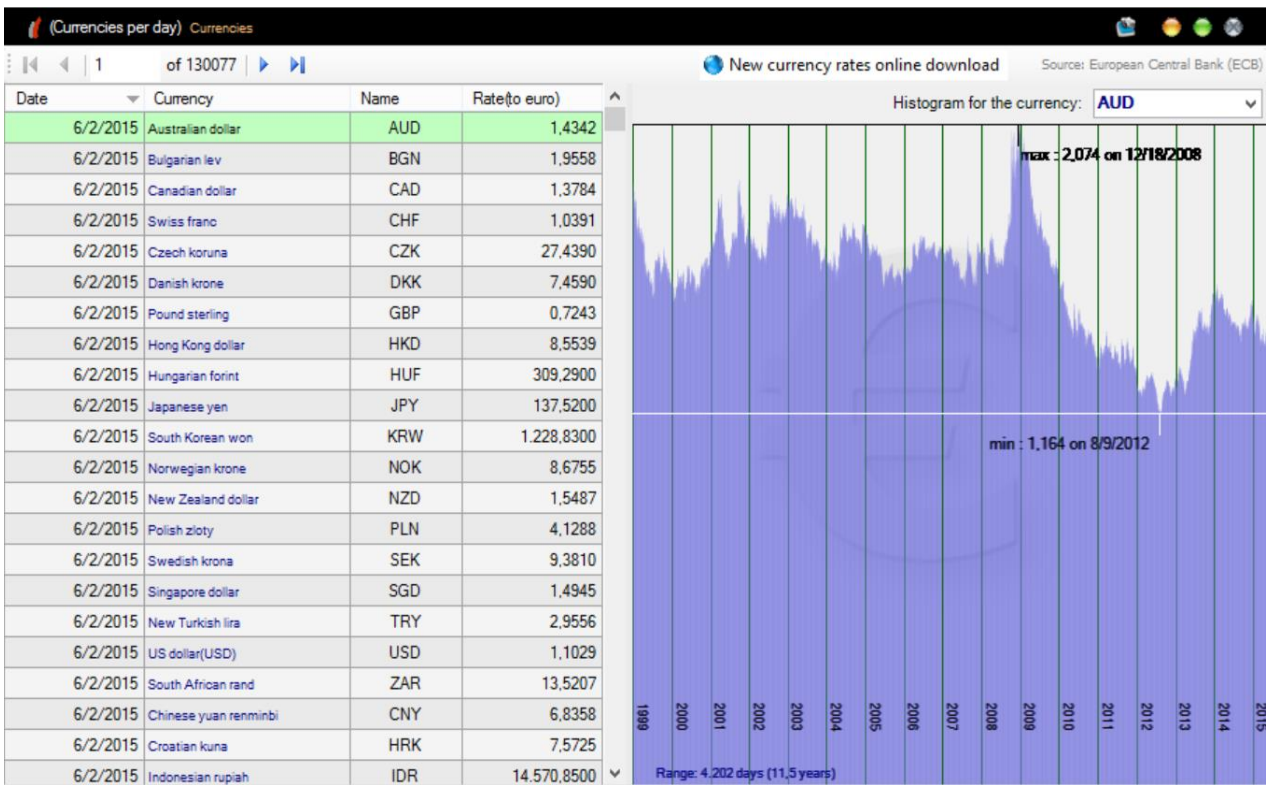 (Currencies per day) Currencies
1 of 130077 New currency rates online download Source: European Central Bank (ECB)
Date Currency Name Rate(to euro)
Histogram for the currency: AUD
6/2/2015 Australian dollar AUD 1,4342
6/2/2015 Bulgarian lev BGN 1,9558
6/2/2015 Canadian dollar CAD 1,3784
6/2/2015 Swiss franc CHF 1,0391
6/2/2015 Czech koruna CZK 27,4390
6/2/2015 Danish krone DKK 7,4590
6/2/2015 Pound sterling GBP 0,7243
6/2/2015 Hong Kong dollar HKD 8,5539
6/2/2015 Hungarian forint HUF 309,2900
6/2/2015 Japanese yen JPY 137,5200
6/2/2015 South Korean won KRW 1.228,8300
6/2/2015 Norwegian krone NOK 8,6755
6/2/2015 New Zealand dollar NZD 1,5487
6/2/2015 Polish zloty PLN 4,1288
6/2/2015 Swedish krona SEK 9,3810
6/2/2015 Singapore dollar SGD 1,4945
6/2/2015 New Turkish lira TRY 2,9556
6/2/2015 US dollar(USD) USD 1,1029
6/2/2015 South African rand ZAR 13,5207
6/2/2015 Chinese yuan renminbi CNY 6,8358
6/2/2015 Croatian kuna HRK 7,5725
6/2/2015 Indonesian rupiah IDR 14.570,8500
max : 2,074 on 12/18/2008
min : 1,164 on 8/9/2012
1999 2000 2001 2002 2003 2004 2005 2006 2007 2008 2009 2010 2011 2012 2013 2014 2015
Range: 4.202 days (11,5 years)